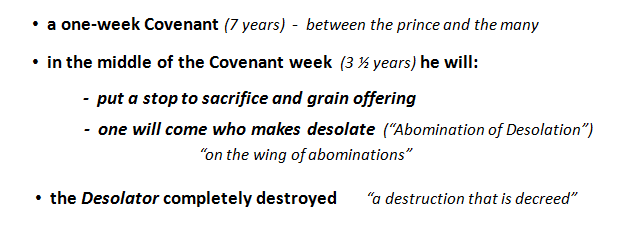 • a one-week Covenant (7 years) - between the prince and the many
• in the middle of the Covenant week (3 ½ years) he will:
- put a stop to sacrifice and grain offering
- one will come who makes desolate (“Abomination of Desolation”)
“on the wing of abominations”
• the Desolator completely destroyed “a destruction that is decreed”